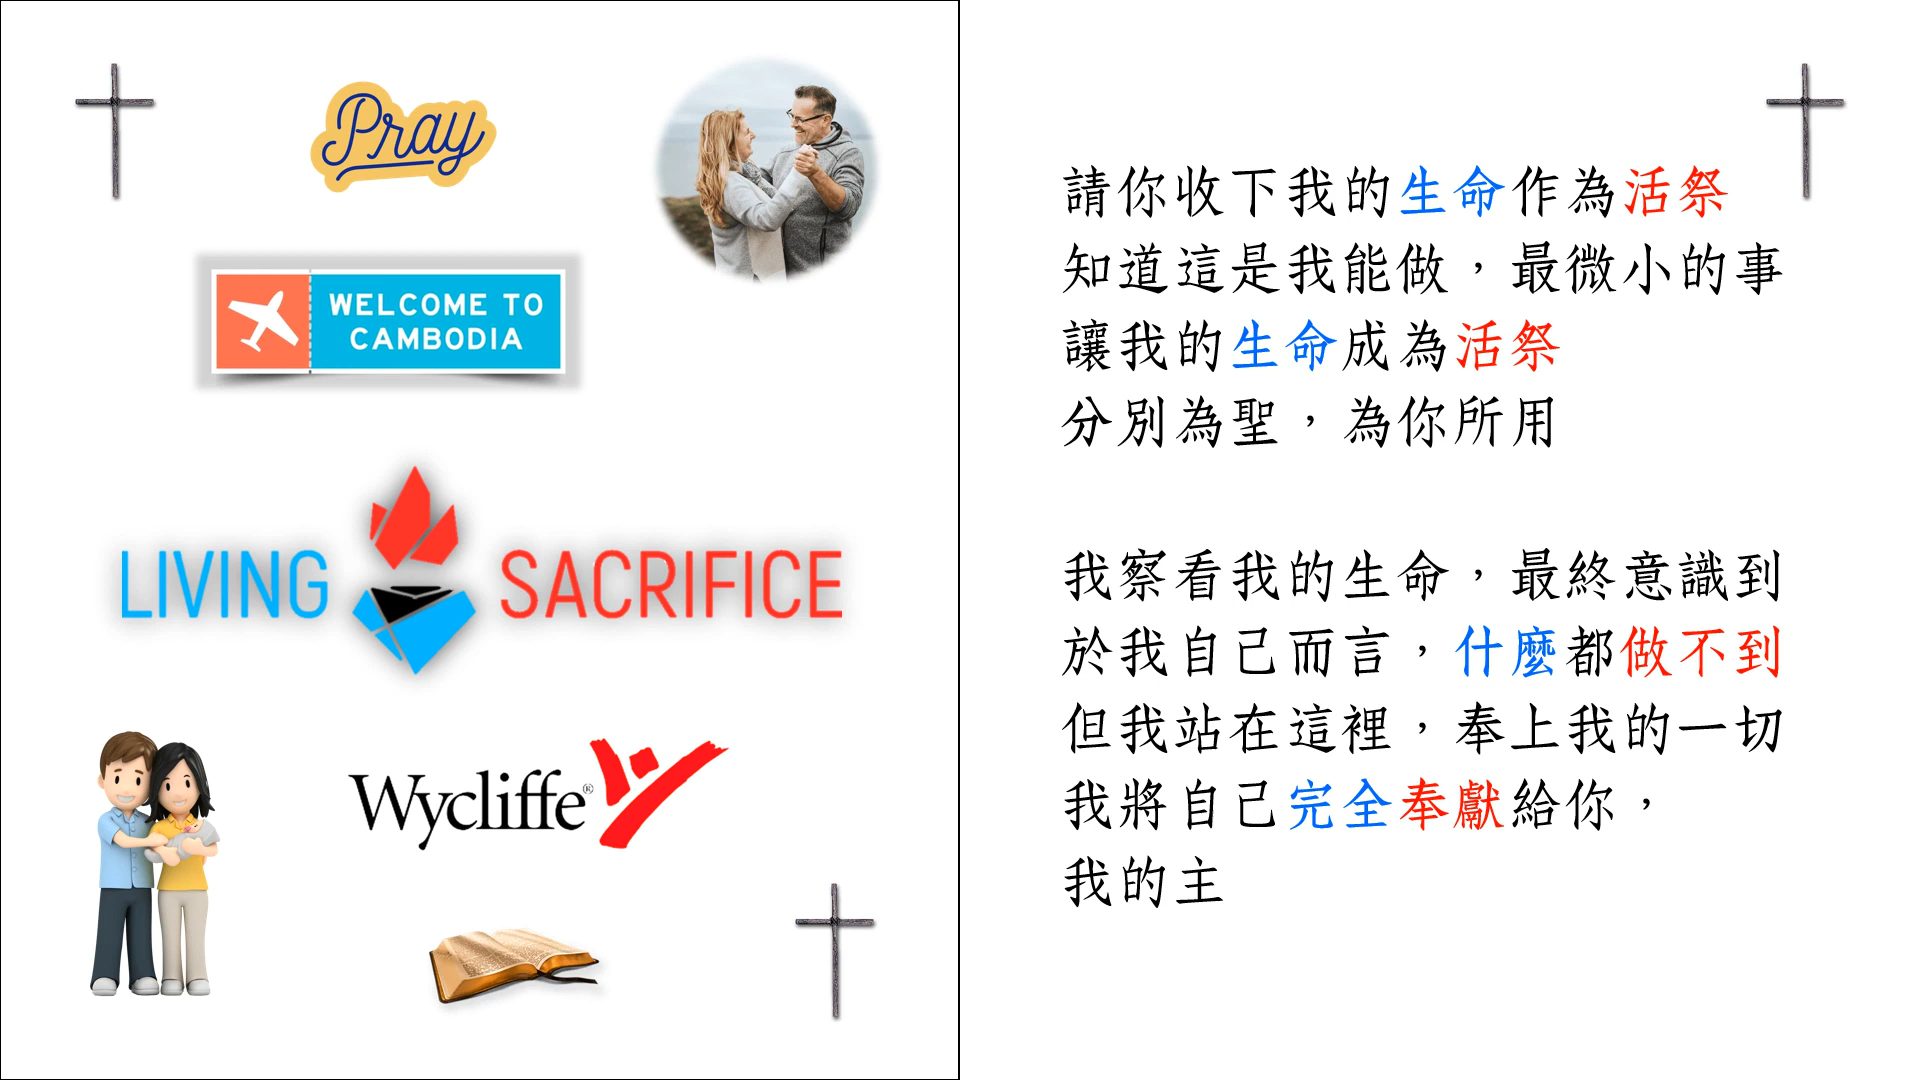 Pray
WELCOME TO
CAMBODIA
LIVING SACRIFICE
Wycliffe®
請你收下我的生命作為活祭
知道這是我能做，最微小的事
讓我的生命成為活祭
分別為聖，為你所用
我察看我的生命，最終意識到
於我自己而言，什麼都做不到
但我站在這裡，奉上我的一切
我將自己完全奉獻給你，
我的主